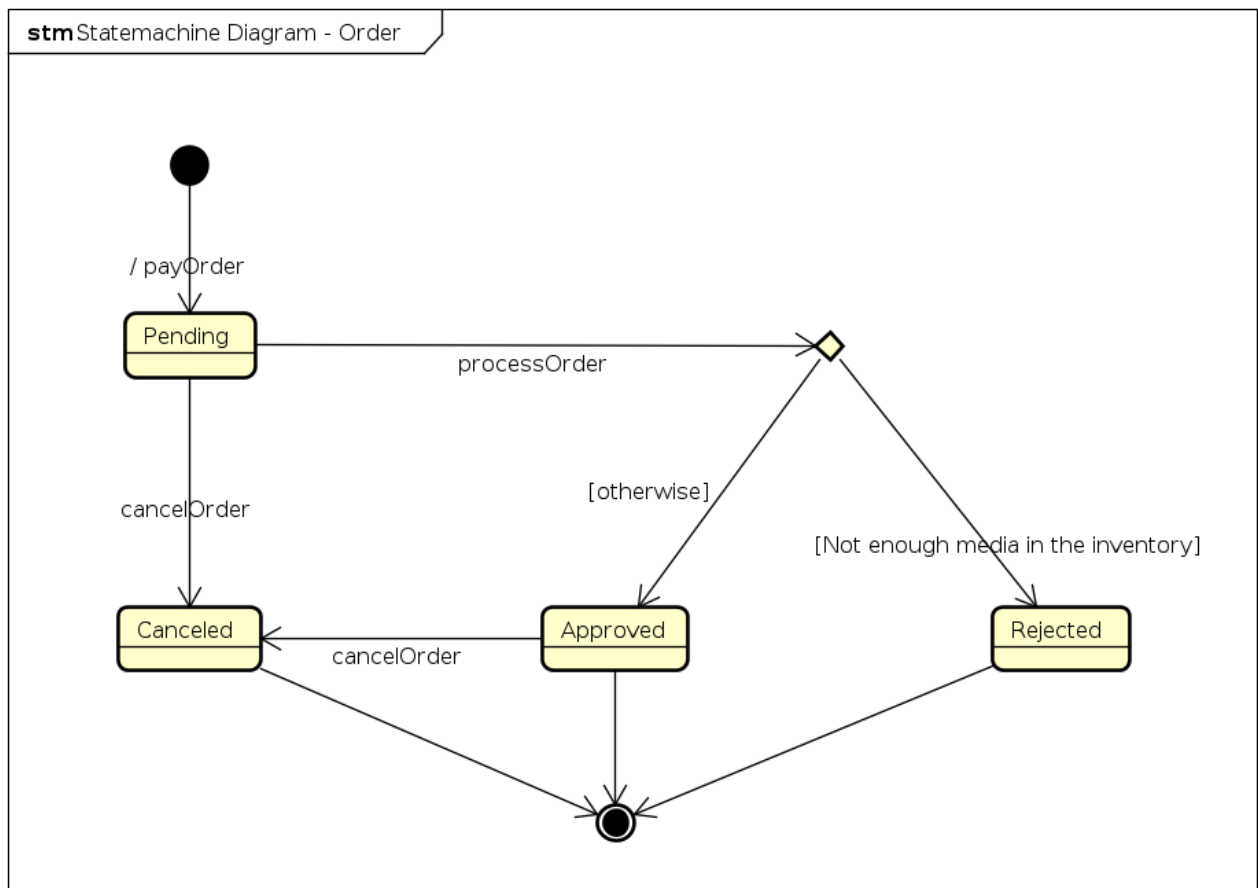 stm Statemachine Diagram - Order
/ payOrder
Pending
processOrder
[otherwise]
cancelOrder
[Not enough media in the inventory]
Canceled
Approved
Rejected
cancelOrder